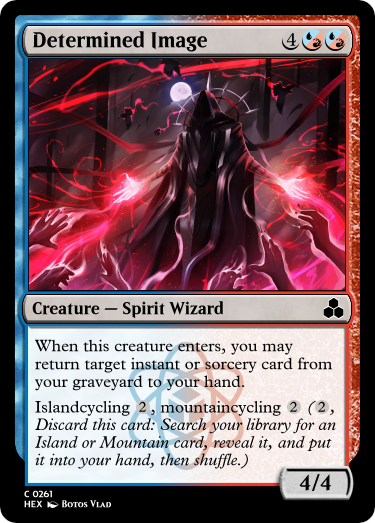 Determined Image 4
When this creature enters, you may
return target instant or sorcery card from
your graveyard to your hand.
Islandcycling 2, mountaincycling 2 (2,
Discard this card: Search your library for an
Island or Mountain card, reveal it, and put
it into your hand, then shuffle.)
Creature — Spirit Wizard
4/4
C 0261
HEX Botos Vlad